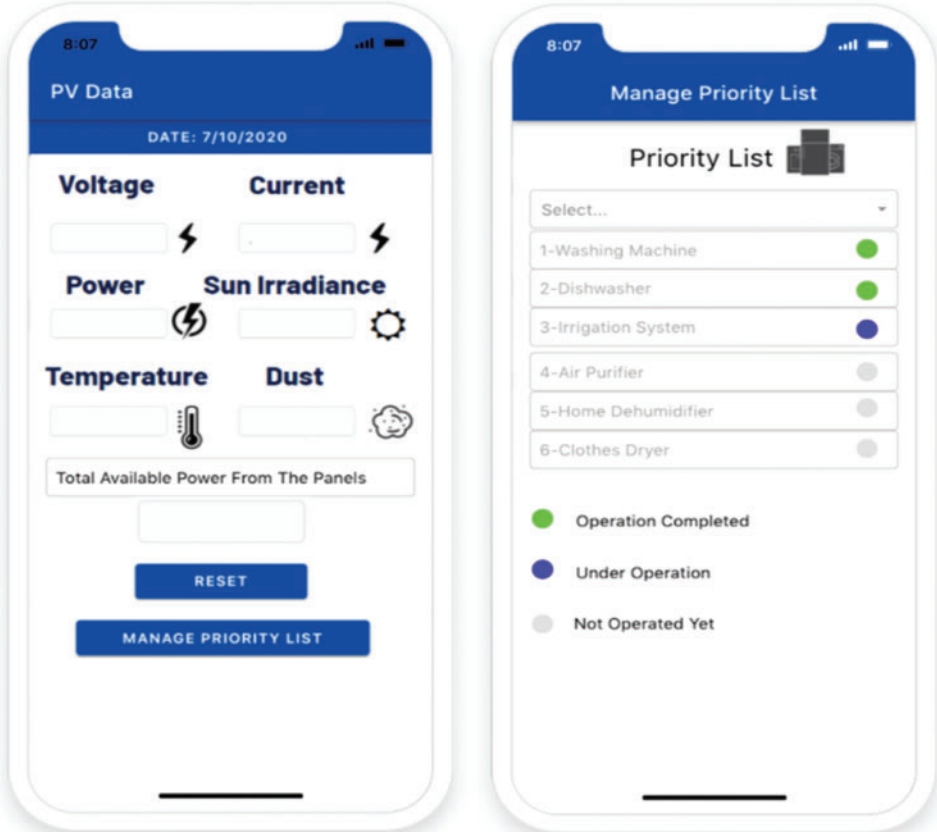 8:07
PV Data
DATE: 7/10/2020
Voltage Current
Power Sun Irradiance
Temperature Dust
Total Available Power From The Panels
RESET
MANAGE PRIORITY LIST
8:07
Manage Priority List
Priority List
Select...
1-Washing Machine
2-Dishwasher
3-Irrigation System
4-Air Purifier
5-Home Dehumidifier
6-Clothes Dryer
Operation Completed
Under Operation
Not Operated Yet